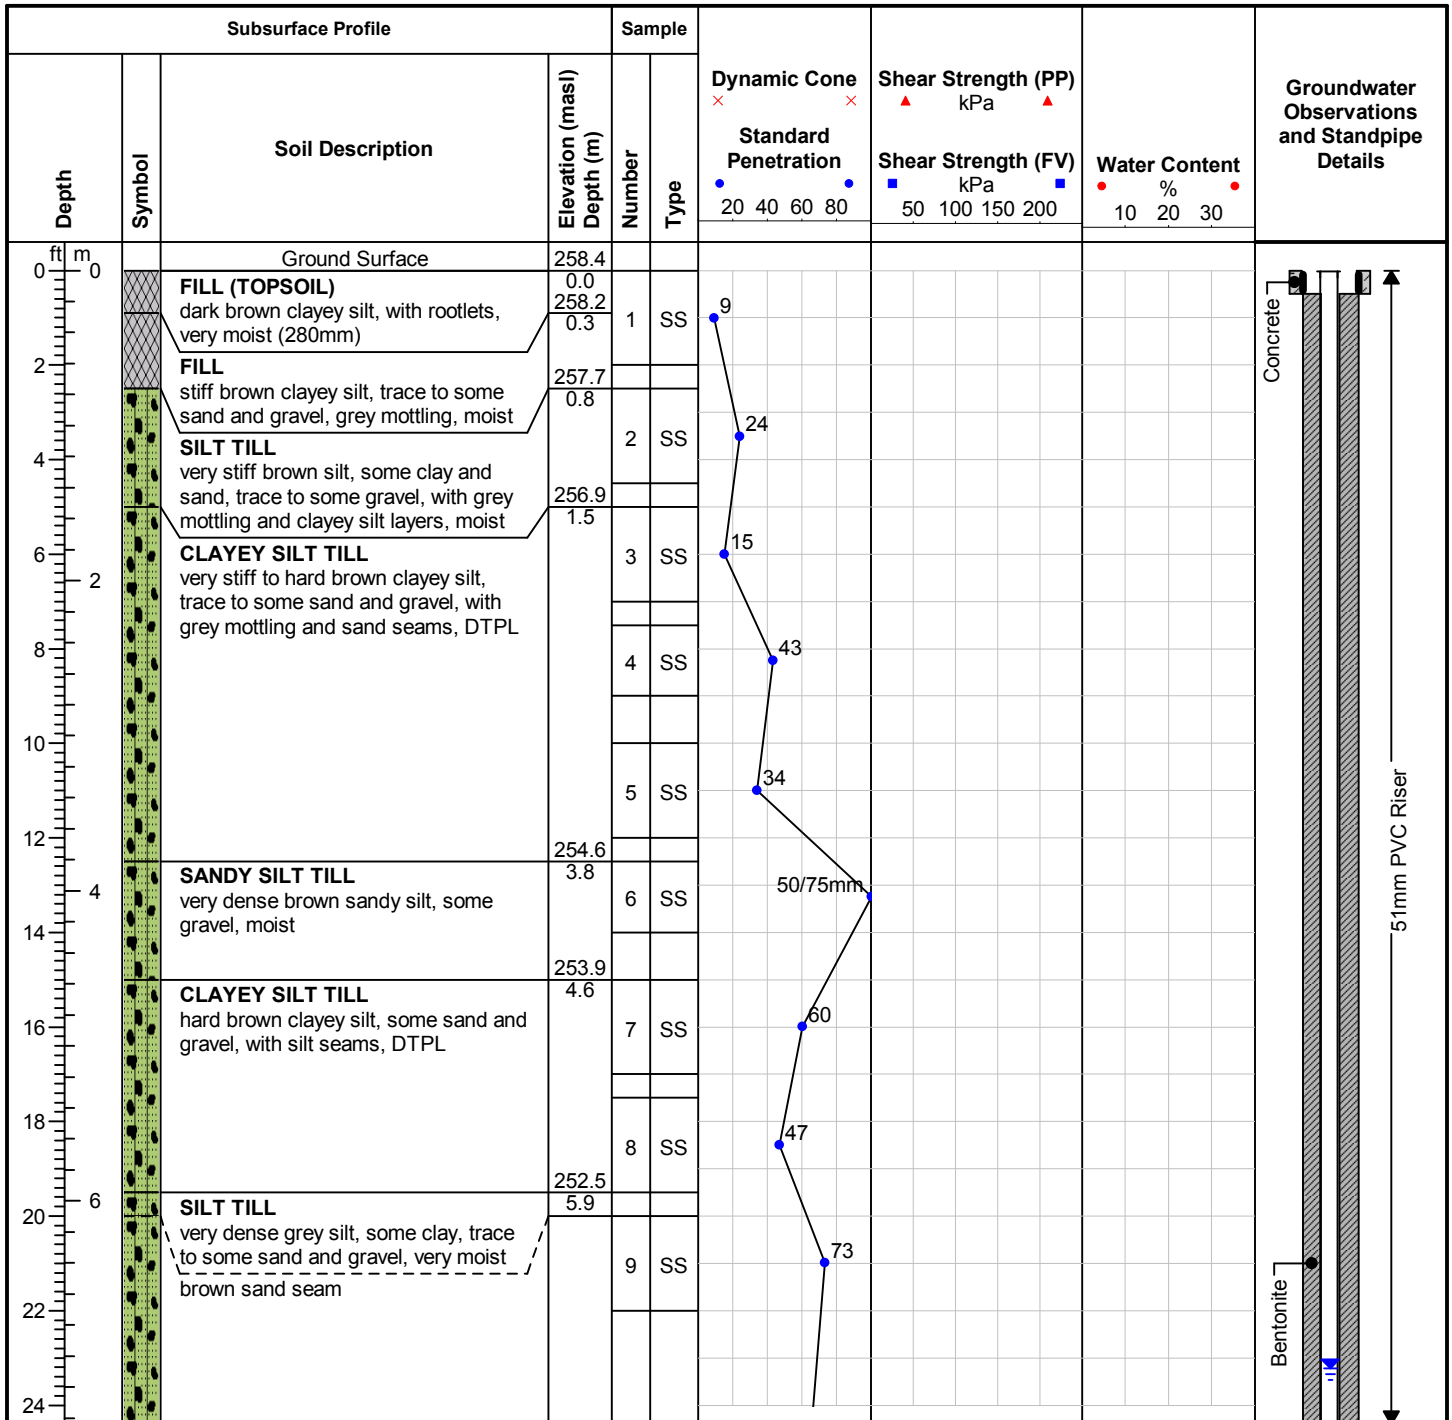 Subsurface Profile
Sample
Depth
Symbol
Soil Description
Elevation (masl)
Depth (m)
Number
Type
Dynamic Cone
Standard
Penetration
20 40 60 80
Shear Strength (PP)
kPa
Shear Strength (FV)
kPa
50 100 150 200
Water Content
%
10 20 30
Groundwater
Observations
and Standpipe
Details
ft m
0 0
2
4
6
2
8
10
12
4
14
16
18
6
20
22
24
Ground Surface
258.4
0.0
FILL (TOPSOIL)
dark brown clayey silt, with rootlets,
very moist (280mm)
258.2
0.3
FILL
stiff brown clayey silt, trace to some
sand and gravel, grey mottling, moist
257.7
0.8
SILT TILL
very stiff brown silt, some clay and
sand, trace to some gravel, with grey
mottling and clayey silt layers, moist
256.9
1.5
CLAYEY SILT TILL
very stiff to hard brown clayey silt,
trace to some sand and gravel, with
grey mottling and sand seams, DTPL
254.6
3.8
SANDY SILT TILL
very dense brown sandy silt, some
gravel, moist
253.9
4.6
CLAYEY SILT TILL
hard brown clayey silt, some sand and
gravel, with silt seams, DTPL
252.5
5.9
SILT TILL
very dense grey silt, some clay, trace
to some sand and gravel, very moist
brown sand seam
1 SS 9
2 SS 24
3 SS 15
4 SS 43
5 SS 34
6 SS 50/75mm
7 SS 60
8 SS 47
9 SS 73
Concrete
51mm PVC Riser
Bentonite